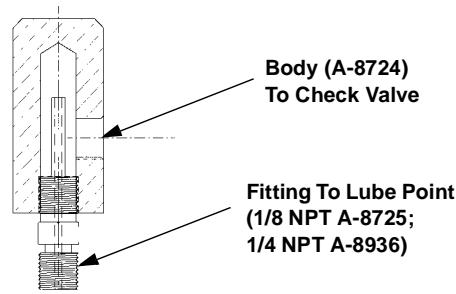 Body (A-8724)
To Check Valve
Fitting To Lube Point
(1/8 NPT A-8725;
1/4 NPT A-8936)